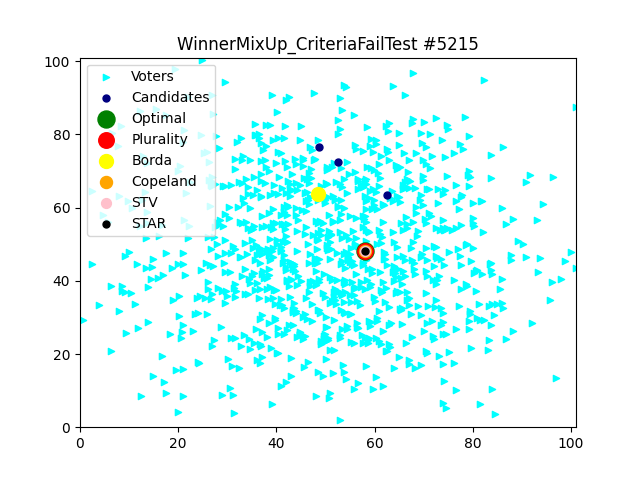 WinnerMixUp_CriteriaFailTest #5215
100
80
60
40
20
0
Voters
Candidates
Optimal
Plurality
Borda
Copeland
STV
STAR
0 20 40 60 80 100